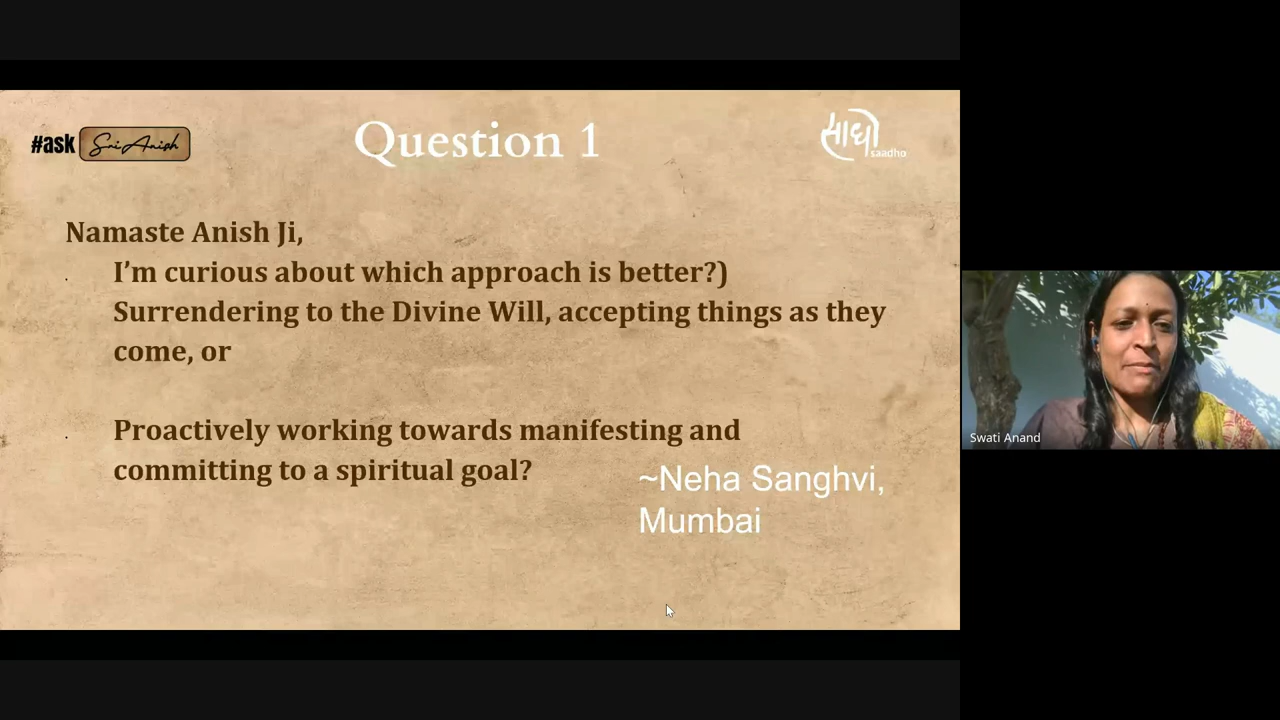 #ask Sri Anish
Question 1
साधो
saadho
Namaste Anish Ji,
· I’m curious about which approach is better?)
Surrendering to the Divine Will, accepting things as they
come, or
· Proactively working towards manifesting and
committing to a spiritual goal?
~Neha Sanghvi,
Mumbai
Swati Anand